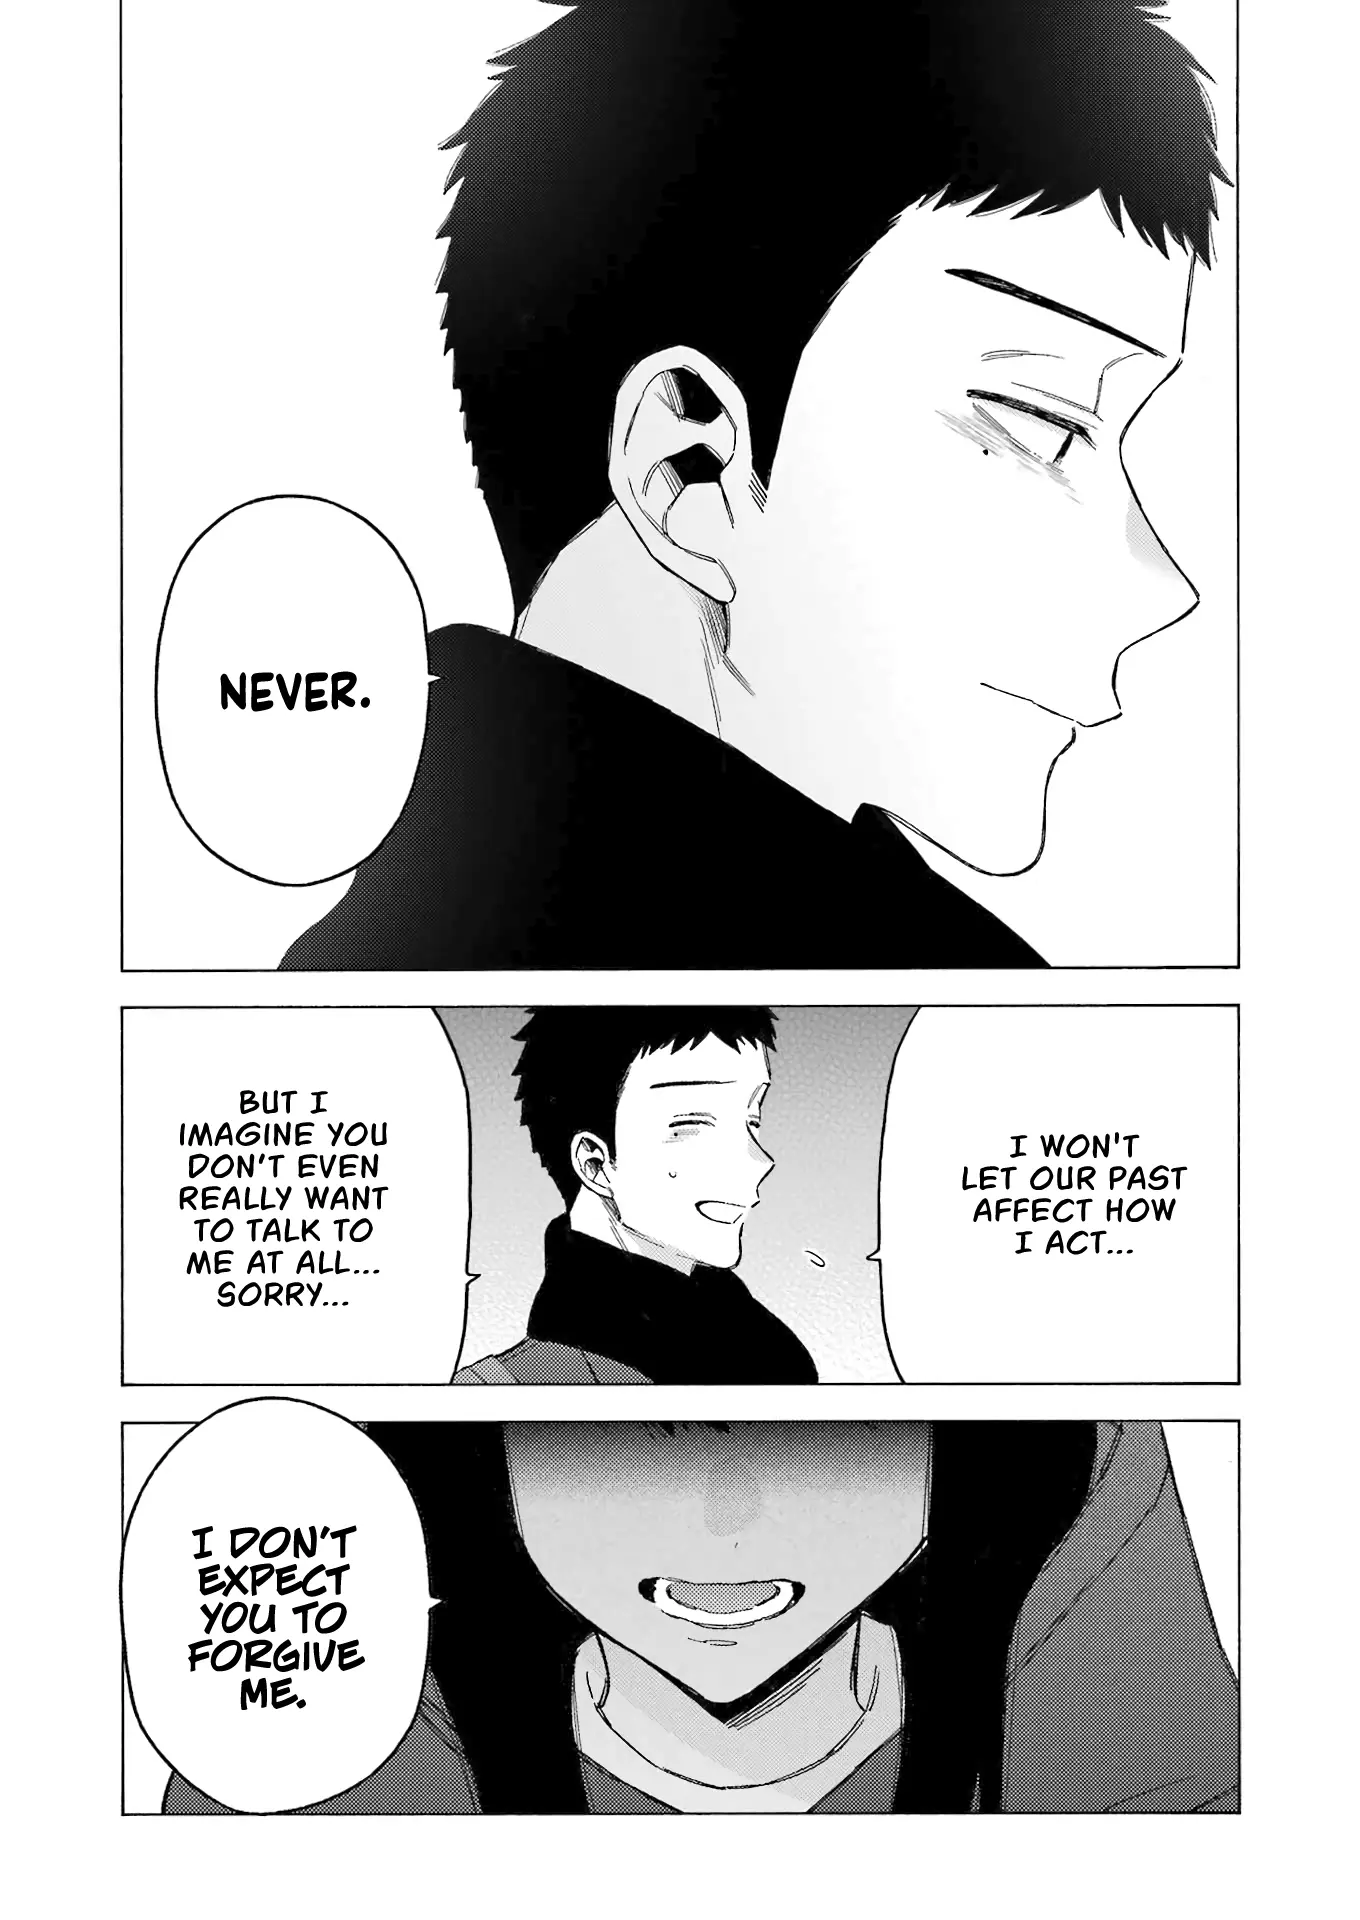 NEVER.
I WON'T
LET OUR PAST
AFFECT HOW
I ACT...
BUT I
IMAGINE YOU
DON'T EVEN
REALLY WANT
TO TALK TO
ME AT ALL...
SORRY...
I DON'T
EXPECT
YOU TO
FORGIVE
ME.